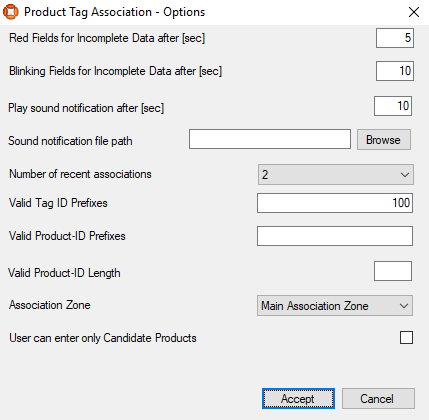 Product Tag Association - Options
Red Fields for Incomplete Data after [sec] 5
Blinking Fields for Incomplete Data after [sec] 10
Play sound notification after [sec] 10
Sound notification file path Browse
Number of recent associations 2
Valid Tag ID Prefixes 100
Valid Product-ID Prefixes
Valid Product-ID Length
Association Zone Main Association Zone
User can enter only Candidate Products
Accept Cancel